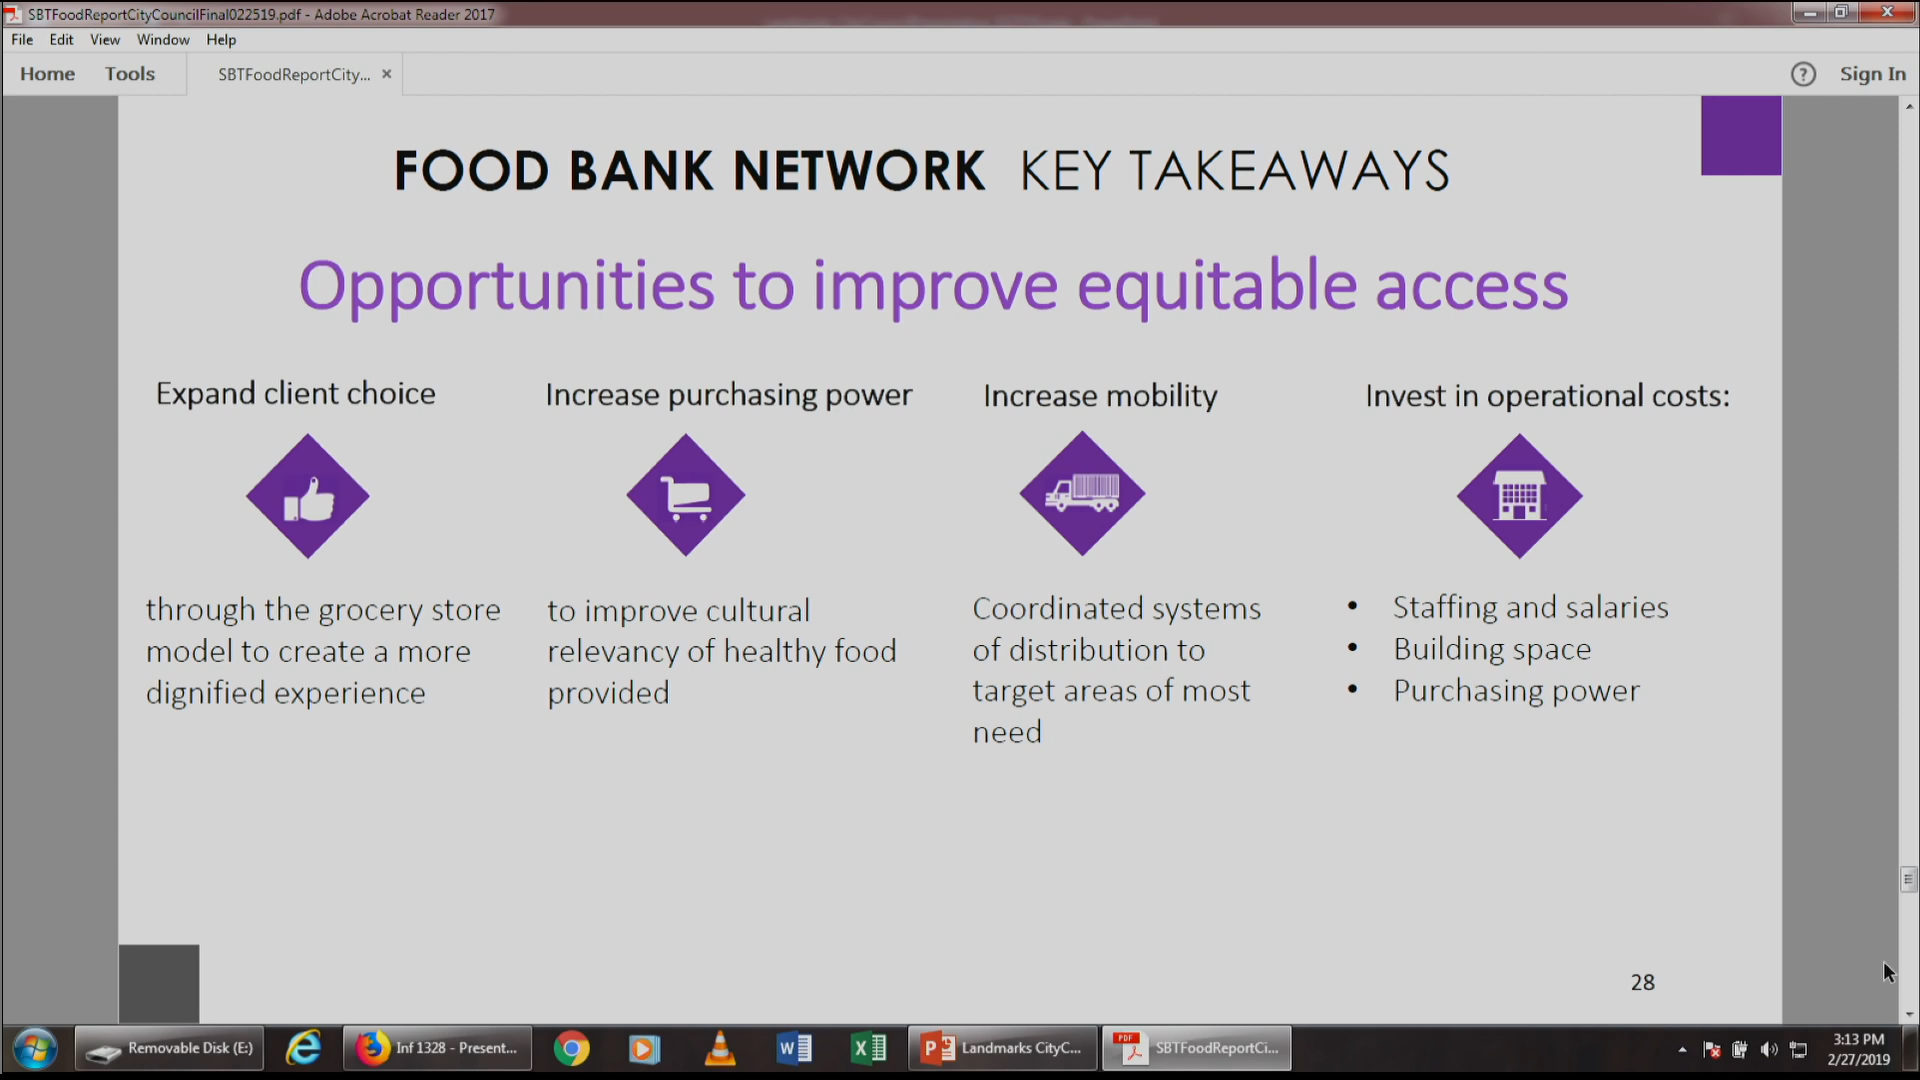 SBTFoodReportCityCouncilFinal022519.pdf - Adobe Acrobat Reader 2017
File Edit View Window Help
Home Tools SBTFoodReportCity... × ? Sign In
FOOD BANK NETWORK KEY TAKEAWAYS
Opportunities to improve equitable access
Expand client choice
through the grocery store
model to create a more
dignified experience
Increase purchasing power
to improve cultural
relevancy of healthy food
provided
Increase mobility
Coordinated systems
of distribution to
target areas of most
need
Invest in operational costs:
• Staffing and salaries
• Building space
• Purchasing power
28
Removable Disk (E:) Inf 1328 - Present... Landmarks CityC... PDF SBTFoodReportCi...
3:13 PM
2/27/2019